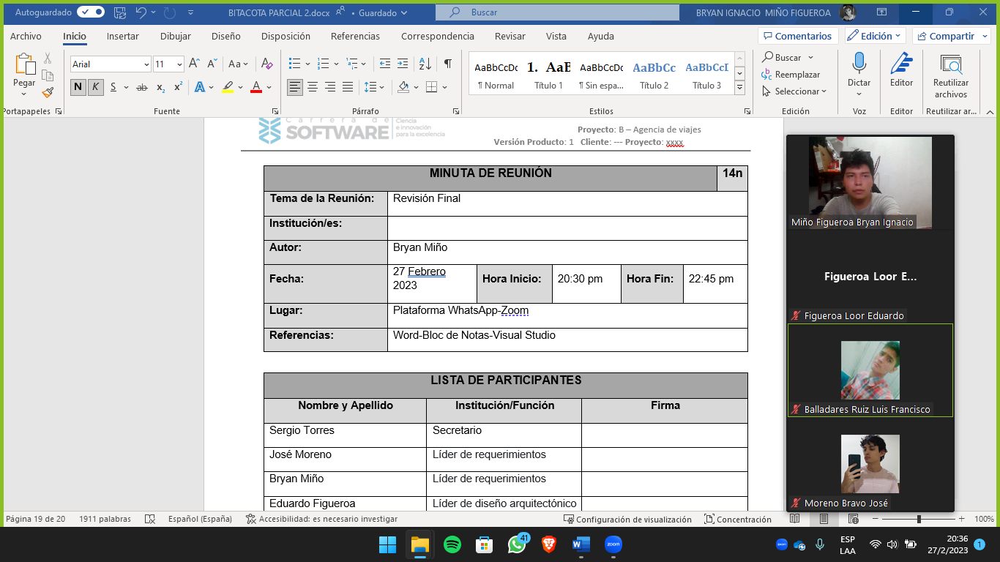 Autoguardado
BITACOTA PARCIAL 2.docx
• Guardado
Buscar
BRYAN IGNACIO MIÑO FIGUEROA
Archivo Inicio Insertar Dibujar Diseño Disposición Referencias Correspondencia Revisar Vista Ayuda
Comentarios Edición Compartir
Pegar
Portapapeles
Arial 11
Aa
N K S ab x₂ x² A A
Fuente
Párrafo
AaBbCcDc 1. AaB AaBbCcDc AaBbCc AaBbCcD
¶ Normal Título 1 ¶ Sin espa... Título 2 Título 3
Estilos
Buscar
Reemplazar
Seleccionar
Edición
Dictar
Voz
Editor
Editor
Reutilizar
archivos
Reutilizar ar...
Carrera de
SOFTWARE
Ciencia
e innovación
para la excelencia
Proyecto: B – Agencia de viajes
Versión Producto: 1 Cliente: --- Proyecto: xxxx
MINUTA DE REUNIÓN 14n
Tema de la Reunión: Revisión Final
Institución/es:
Autor: Bryan Miño
Fecha: 27 Febrero 2023 Hora Inicio: 20:30 pm Hora Fin: 22:45 pm
Lugar: Plataforma WhatsApp-Zoom
Referencias: Word-Bloc de Notas-Visual Studio
LISTA DE PARTICIPANTES
Nombre y Apellido Institución/Función Firma
Sergio Torres Secretario
José Moreno Líder de requerimientos
Bryan Miño Líder de requerimientos
Eduardo Figueroa Líder de diseño arquitectónico
Miño Figueroa Bryan Ignacio
Figueroa Loor E...
Figueroa Loor Eduardo
Balladares Ruiz Luis Francisco
Moreno Bravo José
Página 19 de 20 1911 palabras Español (España) Accesibilidad: es necesario investigar
Configuración de visualización Concentración 100%
41
W
zoom
zoom
ESP
LAA
20:36
27/2/2023
1